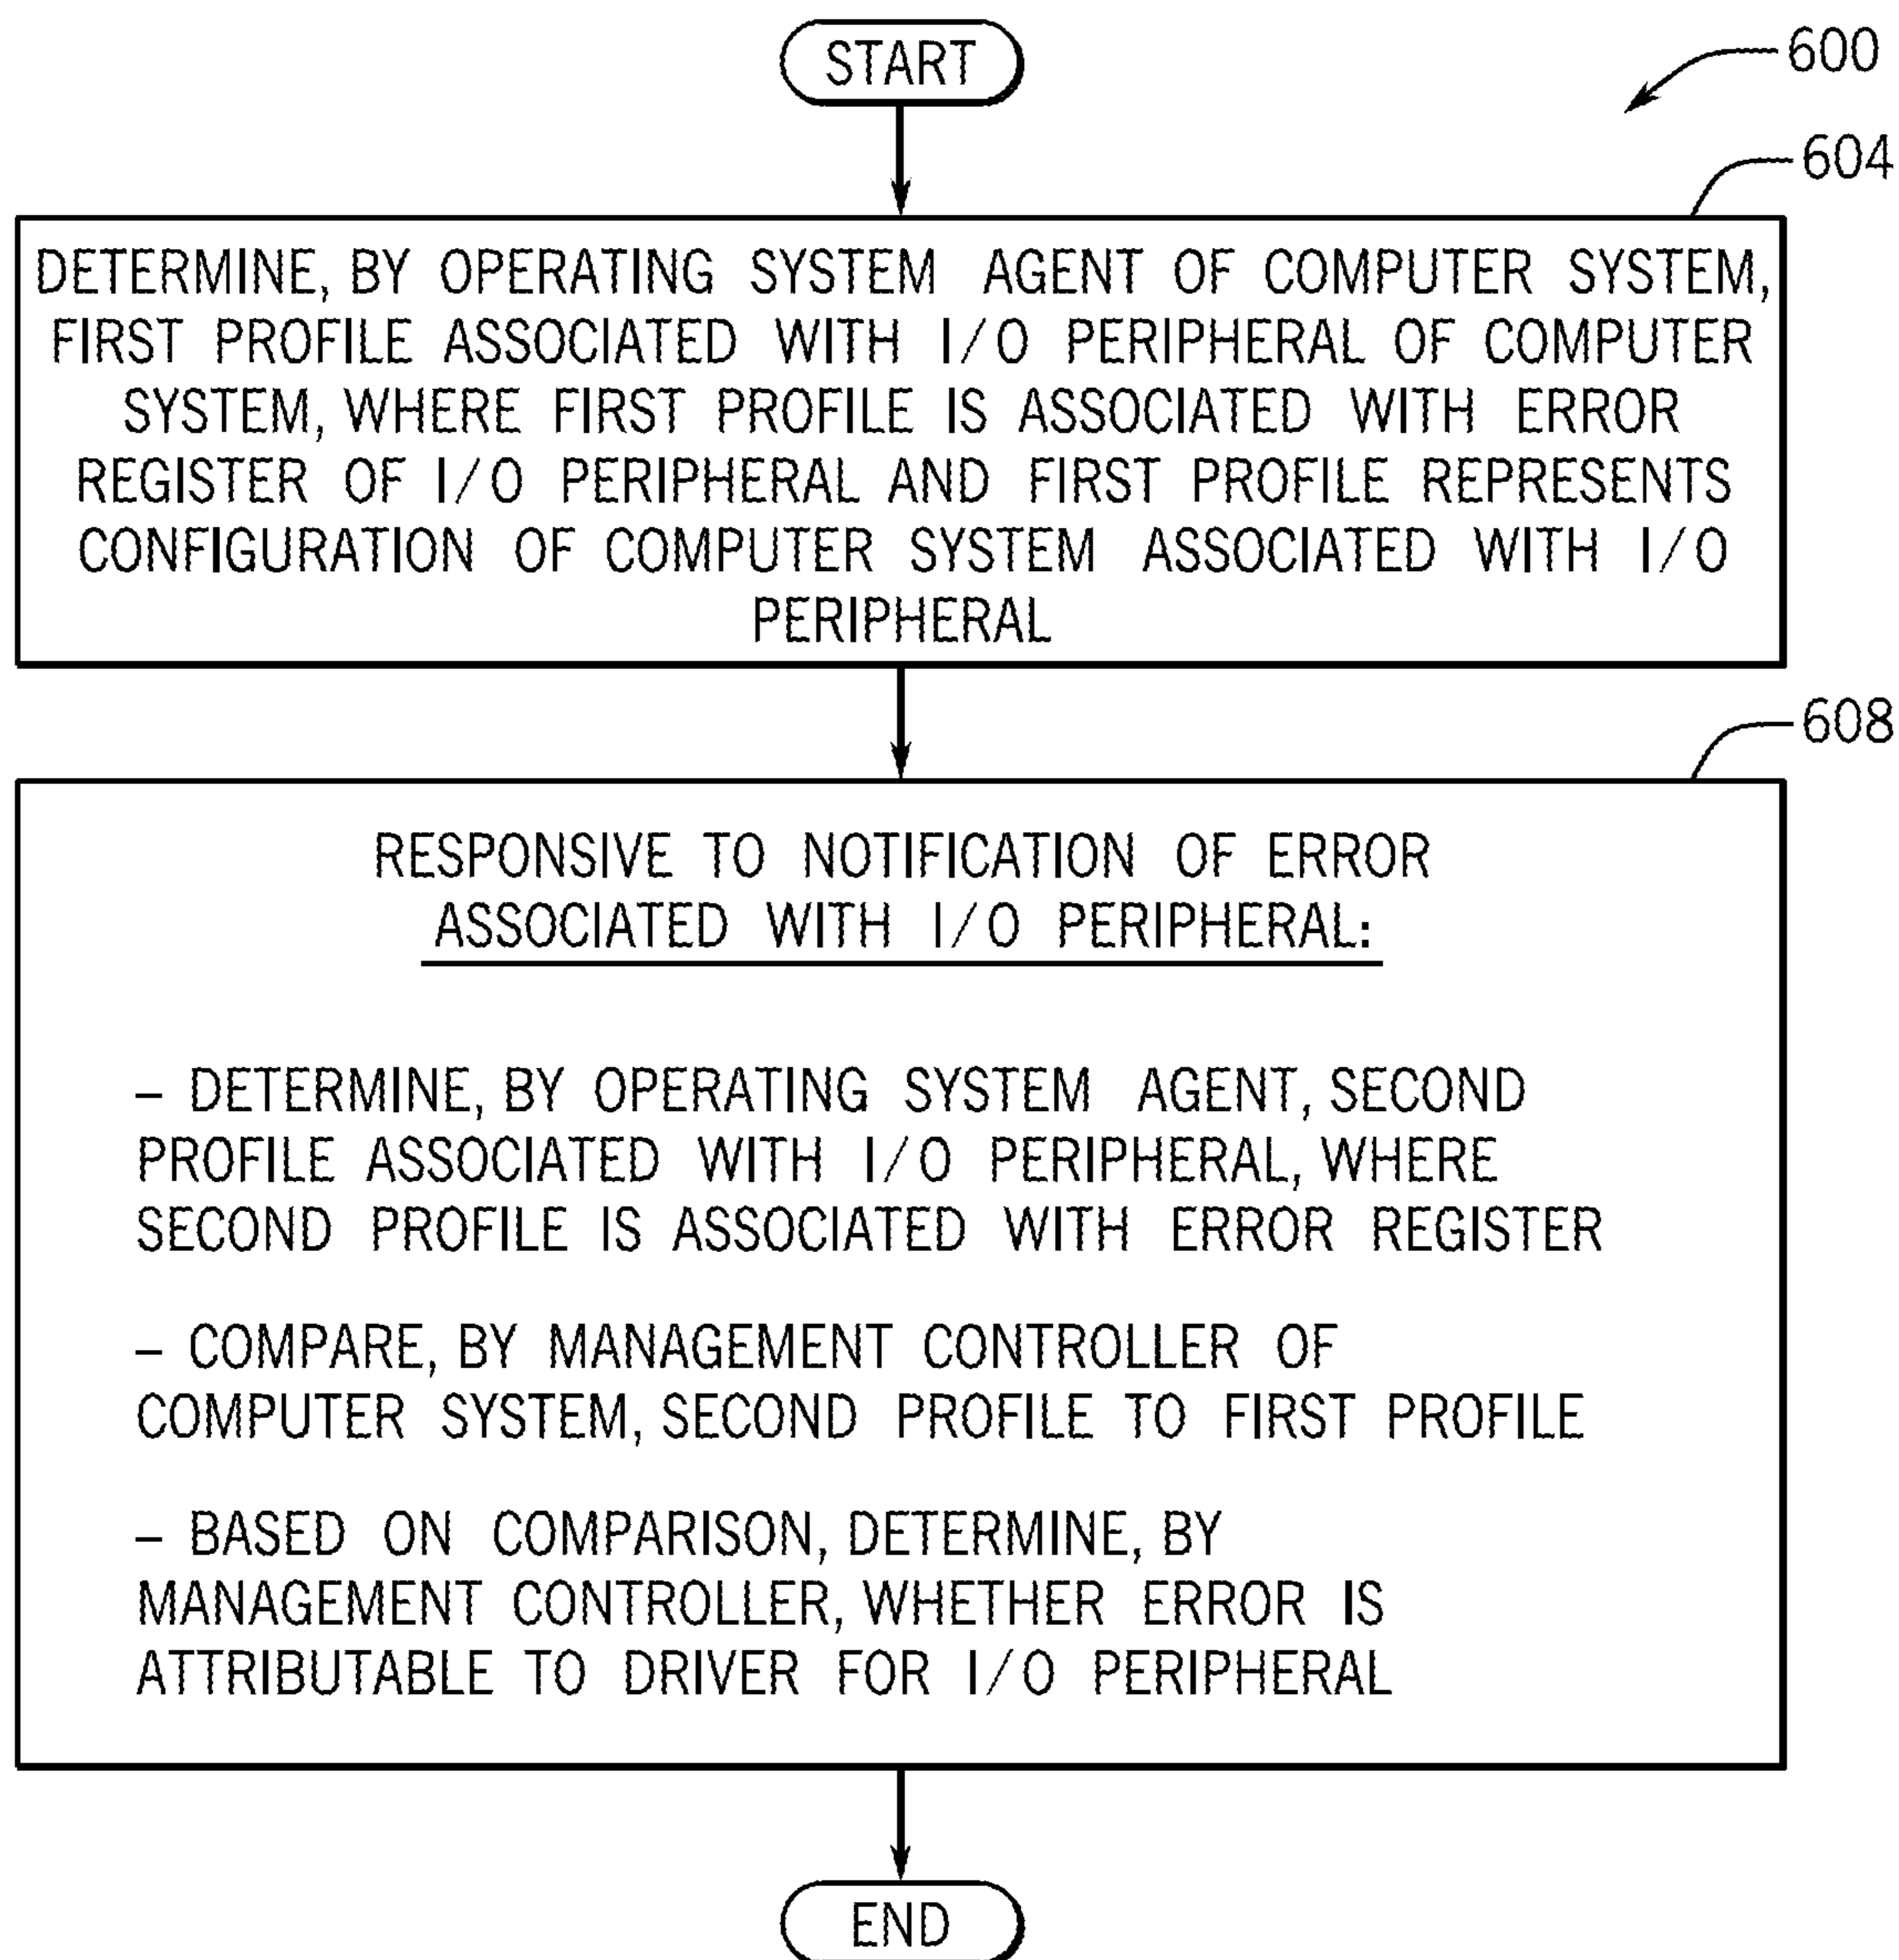 START
600
604
DETERMINE, BY OPERATING SYSTEM AGENT OF COMPUTER SYSTEM,
FIRST PROFILE ASSOCIATED WITH I/O PERIPHERAL OF COMPUTER
SYSTEM, WHERE FIRST PROFILE IS ASSOCIATED WITH ERROR
REGISTER OF I/O PERIPHERAL AND FIRST PROFILE REPRESENTS
CONFIGURATION OF COMPUTER SYSTEM ASSOCIATED WITH I/O
PERIPHERAL
608
RESPONSIVE TO NOTIFICATION OF ERROR
ASSOCIATED WITH I/O PERIPHERAL:
– DETERMINE, BY OPERATING SYSTEM AGENT, SECOND
PROFILE ASSOCIATED WITH I/O PERIPHERAL, WHERE
SECOND PROFILE IS ASSOCIATED WITH ERROR REGISTER
– COMPARE, BY MANAGEMENT CONTROLLER OF
COMPUTER SYSTEM, SECOND PROFILE TO FIRST PROFILE
– BASED ON COMPARISON, DETERMINE, BY
MANAGEMENT CONTROLLER, WHETHER ERROR IS
ATTRIBUTABLE TO DRIVER FOR I/O PERIPHERAL
END